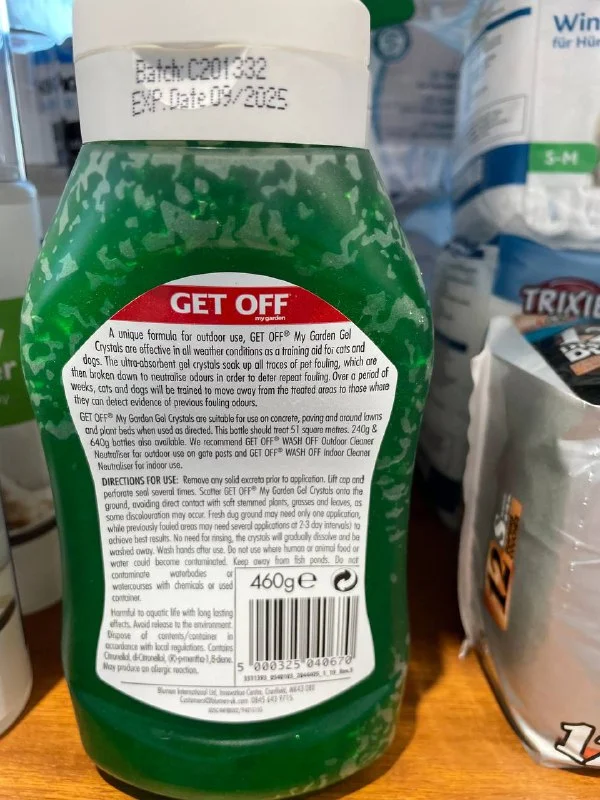 Batch: C201332
EXP. Date 09/2025
GET OFF
my garden
A unique formula for outdoor use, GET OFF® My Garden Gel
Crystals are effective in all weather conditions as a training aid for cats and
dogs. The ultra-absorbent gel crystals soak up all traces of pet fouling, which are
then broken down to neutralise odours in order to deter repeat fouling. Over a period of
weeks, cats and dogs will be trained to move away from the treated areas to those where
they can detect evidence of previous fouling odours.
GET OFF® My Garden Gel Crystals are suitable for use on concrete, paving and around lawns
and plant beds when used as directed. This bottle should treat 51 square metres. 240g &
640g bottles also available. We recommend GET OFF® WASH OFF Outdoor Cleaner
Neutraliser for outdoor use on gate posts and GET OFF® WASH OFF Indoor Cleaner
Neutraliser for indoor use.
DIRECTIONS FOR USE: Remove any solid excreta prior to application. Lift cap and
perforate seal several times. Scatter GET OFF® My Garden Gel Crystals onto the
ground, avoiding direct contact with soft stemmed plants, grasses and leaves, as
some discolouration may occur. Fresh dug ground may need only one application,
while previously fouled areas may need several applications at 2-3 day intervals) to
achieve best results. No need for rinsing, the crystals will gradually dissolve and be
washed away. Wash hands after use. Do not use where human or animal food or
water could become contaminated. Keep away from fish ponds. Do not
contaminate waterbodies or
watercourses with chemicals or used
container.
Harmful to aquatic life with long lasting
effects. Avoid release to the environment.
Dispose of contents/container in
accordance with local regulations. Contains
Citronellol, d-Citronellol, (R)-p-mentha-1,8-diene.
May produce an allergic reaction.
460g e
5 000325 040670
International Ltd, Innovation Centre, Cranfield, MK43
Win
für Hün
S-M
TRIXIE
12